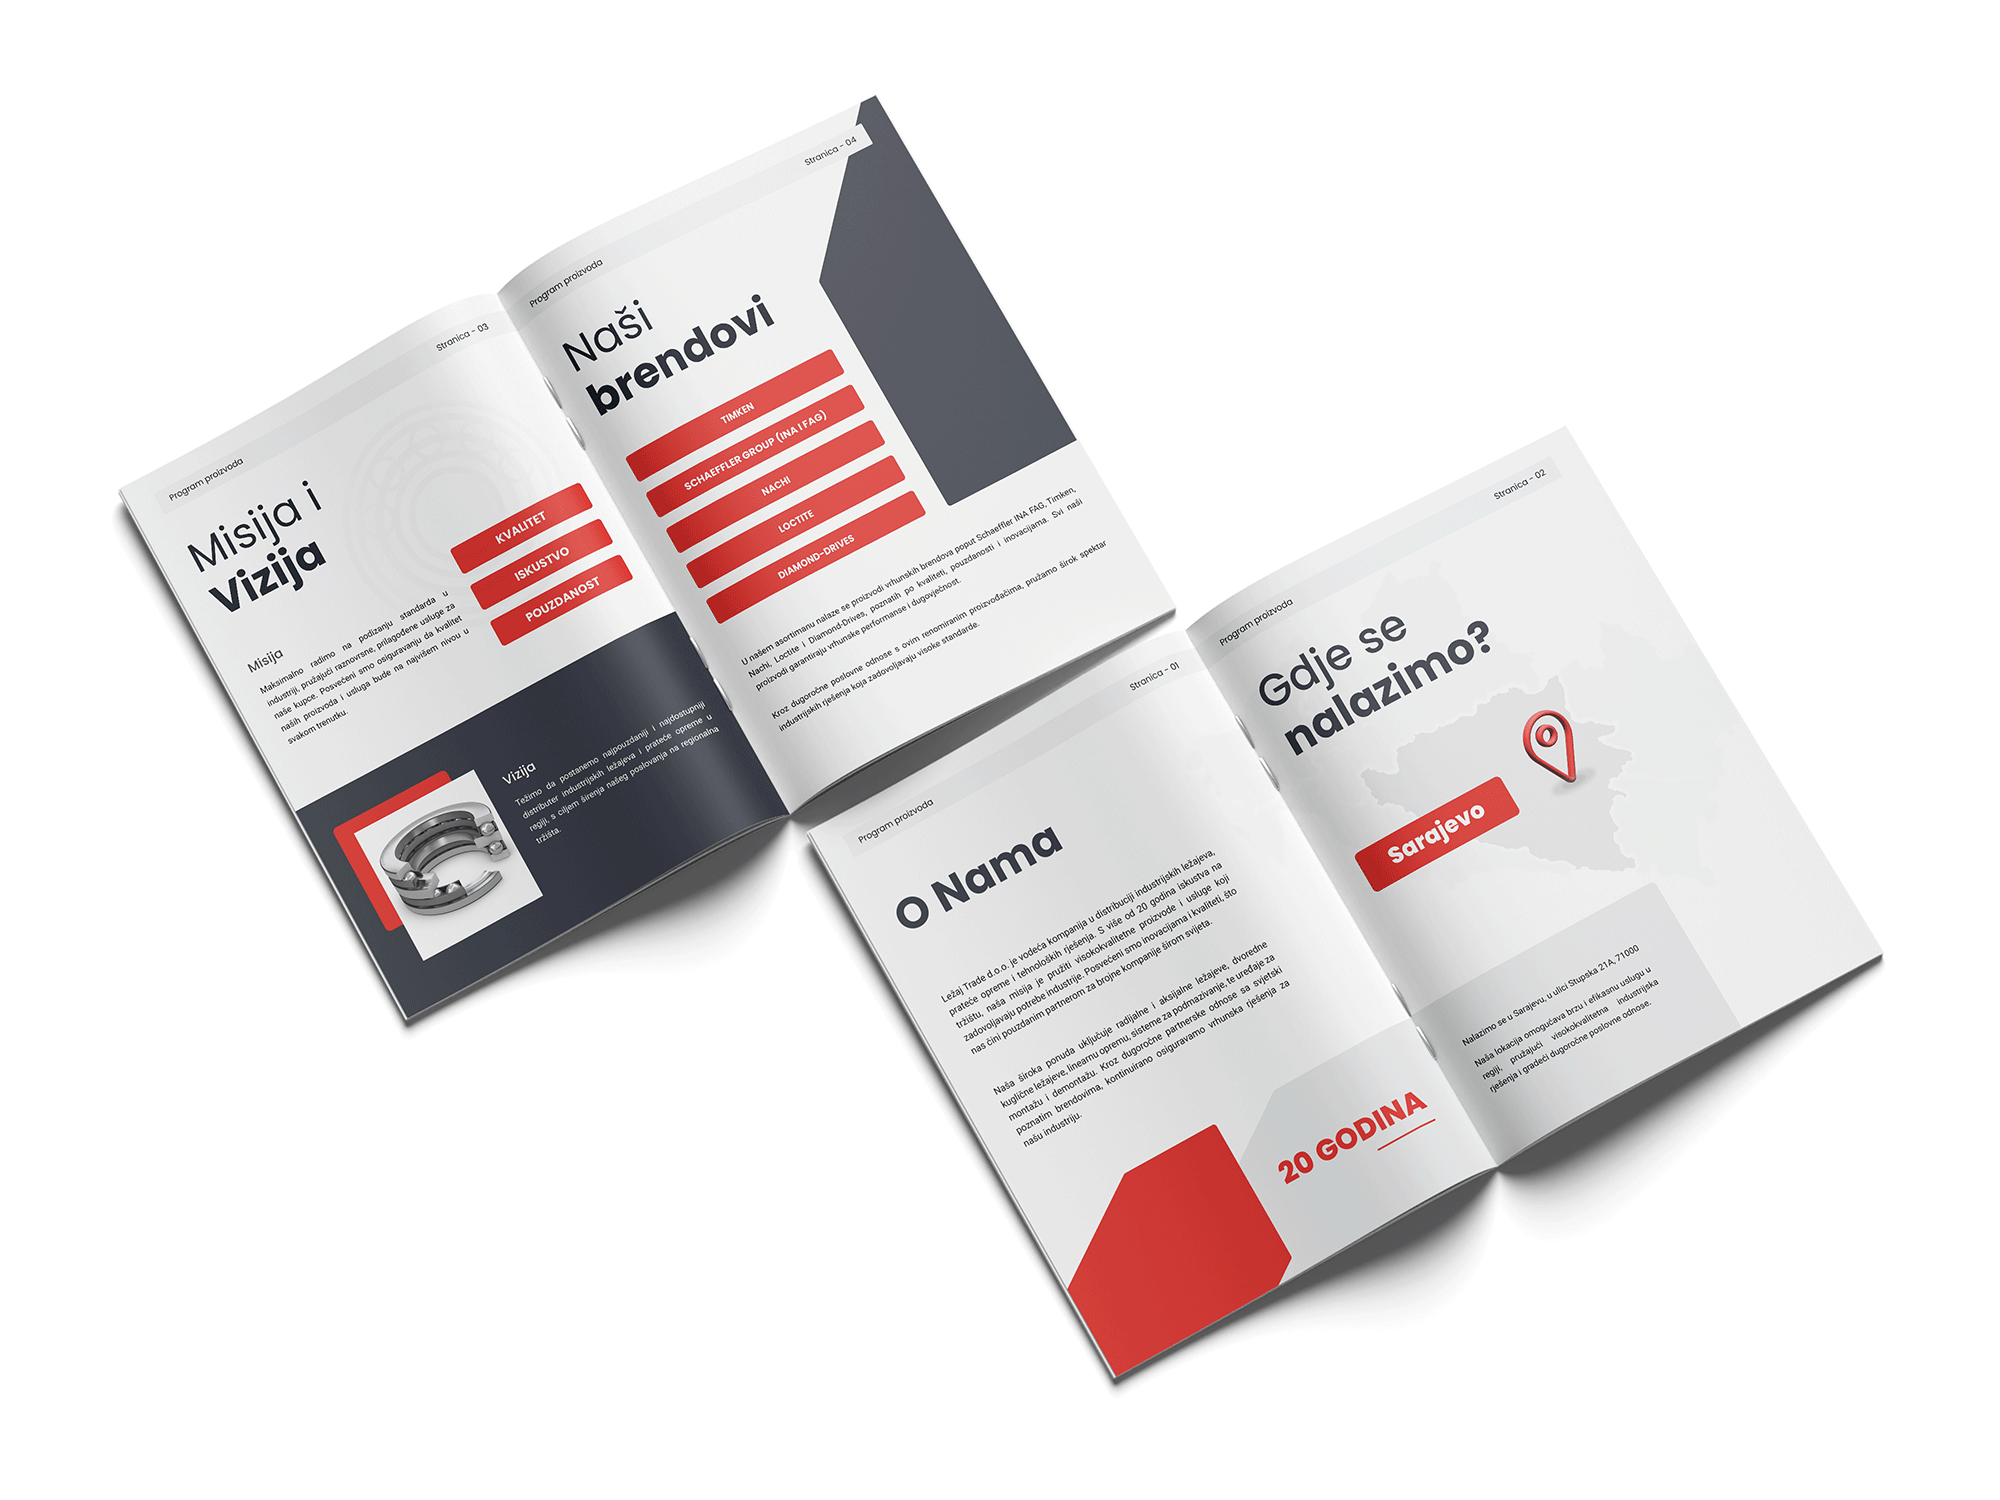 Program proizvoda
Stranica - 03
Misija i
Vizija
KVALITET
ISKUSTVO
POUZDANOST
Misija
Maksimalno radimo na podizanju standarda u
industriji, pružajući raznovrsne, prilagođene usluge za
naše kupce. Posvećeni smo osiguravanju da kvalitet
naših proizvoda i usluga bude na najvišem nivou u
svakom trenutku.
Vizija
Težimo da postanemo najpouzdaniji i najdostupniji
distributer industrijskih ležajeva i prateće opreme u
regiji, s ciljem širenja našeg poslovanja na regionalna
tržišta.
Program proizvoda
Stranica - 04
Naši
brendovi
TIMKEN
SCHAEFFLER GROUP (INA I FAG)
NACHI
LOCTITE
DIAMOND-DRIVES
U našem asortimanu nalaze se proizvodi vrhunskih brendova poput Schaeffler INA FAG, Timken,
Nachi, Loctite i Diamond-Drives, poznatih po kvaliteti, pouzdanosti i inovacijama. Svi naši
proizvodi garantiraju vrhunske performanse i dugovječnost.
Kroz dugoročne poslovne odnose s ovim renomiranim proizvođačima, pružamo širok spektar
industrijskih rješenja koja zadovoljavaju visoke standarde.
Program proizvoda
Stranica - 01
O Nama
Ležaj Trade d.o.o. je vodeća kompanija u distribuciji industrijskih ležajeva,
prateće opreme i tehnoloških rješenja. S više od 20 godina iskustva na
tržištu, naša misija je pružiti visokokvalitetne proizvode i usluge koji
zadovoljavaju potrebe industrije. Posvećeni smo inovacijama i kvaliteti, što
nas čini pouzdanim partnerom za brojne kompanije širom svijeta.
Naša široka ponuda uključuje radijalne i aksijalne ležajeve, dvoredne
kuglične ležajeve, linearnu opremu, sisteme za podmazivanje, te uređaje za
montažu i demontažu. Kroz dugoročne partnerske odnose sa svjetski
poznatim brendovima, kontinuirano osiguravamo vrhunska rješenja za
našu industriju.
20 GODINA
Program proizvoda
Stranica - 02
Gdje se
nalazimo?
Sarajevo
Nalazimo se u Sarajevu, u ulici Stupska 21A, 71000
Naša lokacija omogućava brzu i efikasnu uslugu u
regiji, pružajući visokokvalitetna industrijska
rješenja i gradeći dugoročne poslovne odnose.